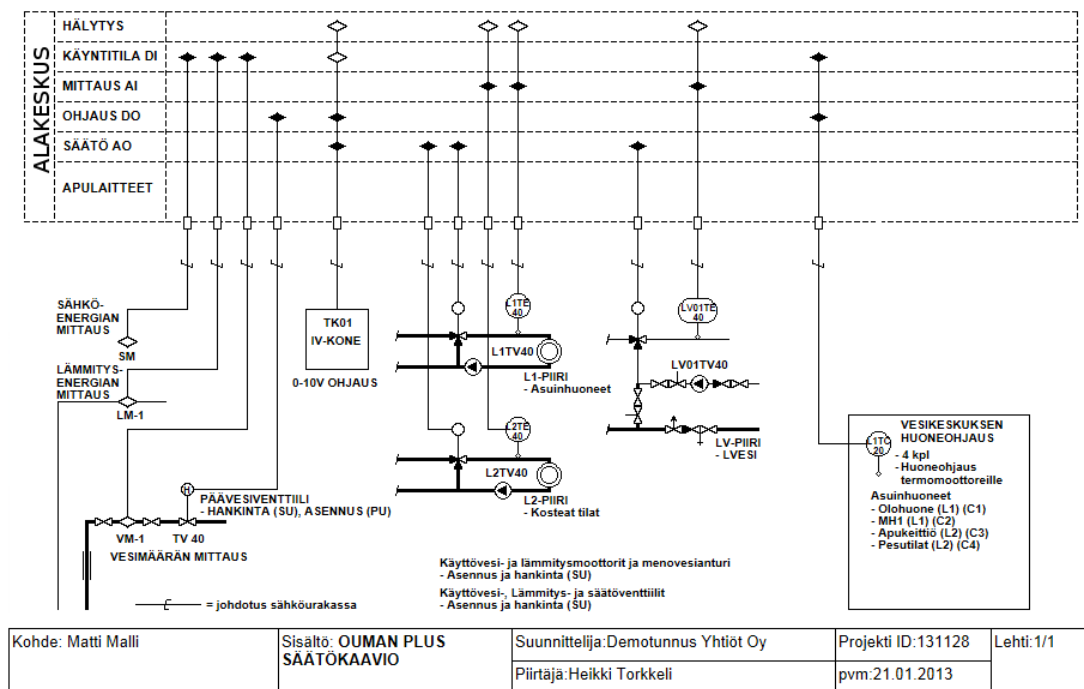 ALAKESKUS
HÄLYTYS
KÄYNTITILA DI
MITTAUS AI
OHJAUS DO
SÄÄTÖ AO
APULAITTEET
SÄHKÖ-
ENERGIAN
MITTAUS
SM
LÄMMITYS-
ENERGIAN
MITTAUS
LM-1
H
PÄÄVESIVENTTIILI
- HANKINTA (SU), ASENNUS (PU)
VM-1
TV 40
VESIMÄÄRÄN MITTAUS
= johdotus sähköurakassa
TK01
IV-KONE
0-10V OHJAUS
L1TE
40
L1TV40
L1-PIIRI
- Asuinhuoneet
L2TE
40
L2TV40
L2-PIIRI
- Kosteat tilat
LV01TE
40
LV01TV40
LV-PIIRI
- LVESI
Käyttövesi- ja lämmitysmoottorit ja menovesianturi
- Asennus ja hankinta (SU)
Käyttövesi-, Lämmitys- ja säätöventtiilit
- Asennus ja hankinta (SU)
VESIKESKUKSEN
HUONEOHJAUS
L1TC
20
- 4 kpl
- Huoneohjaus
termomoottoreille
Asuinhuoneet
- Olohuone (L1) (C1)
- MH1 (L1) (C2)
- Apukeittiö (L2) (C3)
- Pesutilat (L2) (C4)
Kohde: Matti Malli
Sisältö: OUMAN PLUS
SÄÄTÖKAAVIO
Suunnittelija:Demotunnus Yhtiöt Oy
Piirtäjä:Heikki Torkkeli
Projekti ID:131128
pvm:21.01.2013
Lehti:1/1